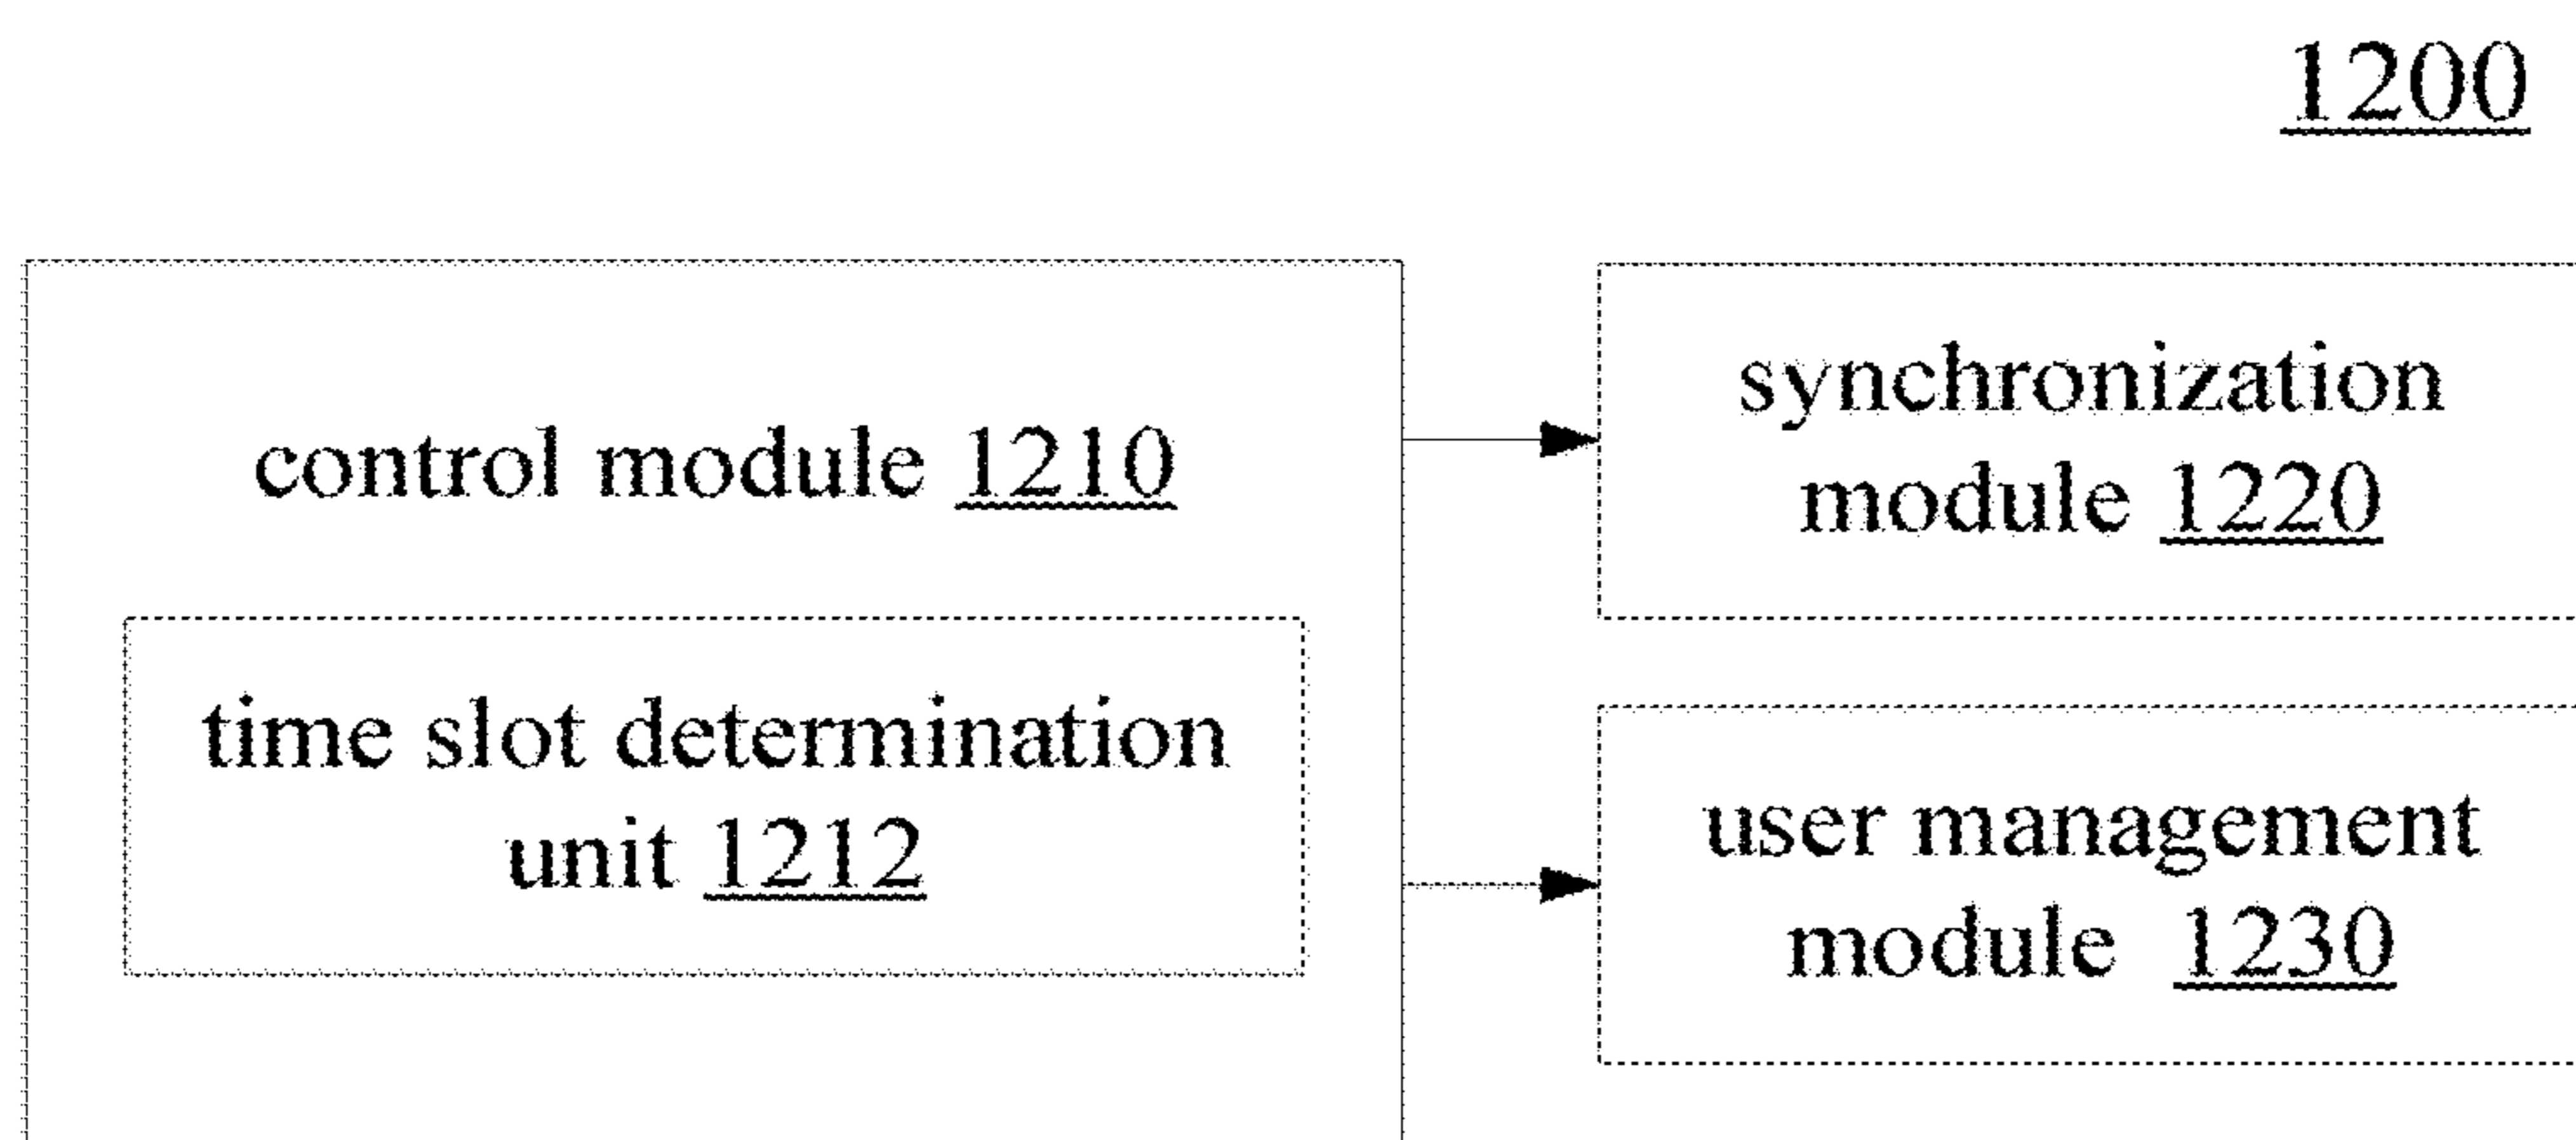 1200
control module 1210
time slot determination
unit 1212
synchronization
module 1220
user management
module 1230